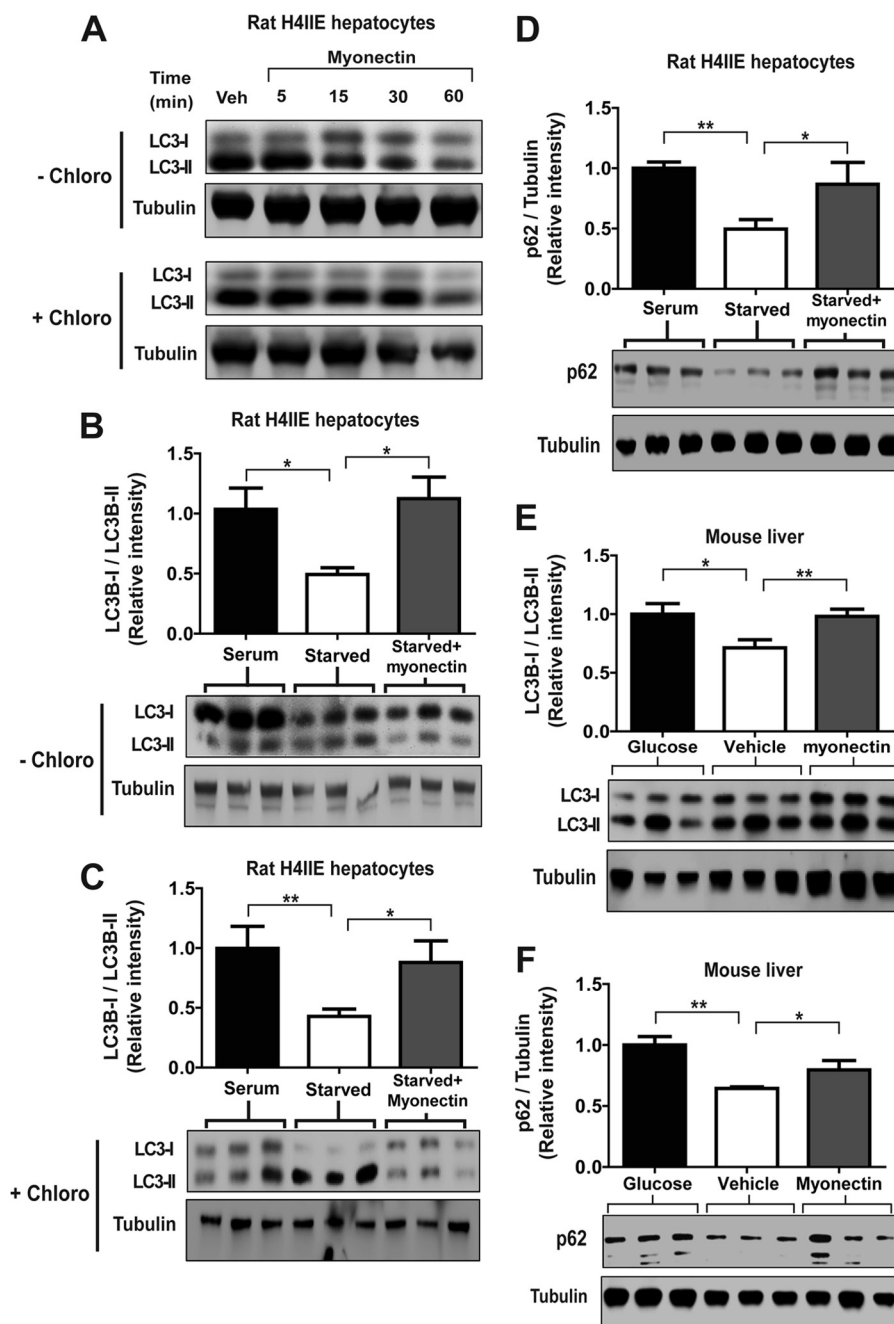 A
Rat H4IIE hepatocytes
Myonectin
Time
(min)
Veh 5 15 30 60
- Chloro
LC3-I
LC3-II
Tubulin
+ Chloro
LC3-I
LC3-II
Tubulin
B
Rat H4IIE hepatocytes
LC3B-I / LC3B-II
(Relative intensity)
1.5
1.0
0.5
0.0
* *
Serum Starved Starved+
myonectin
- Chloro
LC3-I
LC3-II
Tubulin
C
Rat H4IIE hepatocytes
LC3B-I / LC3B-II
(Relative intensity)
1.5
1.0
0.5
0.0
** *
Serum Starved Starved+
Myonectin
+ Chloro
LC3-I
LC3-II
Tubulin
D
Rat H4IIE hepatocytes
p62 / Tubulin
(Relative intensity)
1.5
1.0
0.5
0.0
** *
Serum Starved Starved+
myonectin
p62
Tubulin
E
Mouse liver
LC3B-I / LC3B-II
(Relative intensity)
1.5
1.0
0.5
0
* **
Glucose Vehicle myonectin
LC3-I
LC3-II
Tubulin
F
Mouse liver
p62 / Tubulin
(Relative intensity)
1.5
1.0
0.5
0.0
** *
Glucose Vehicle Myonectin
p62
Tubulin